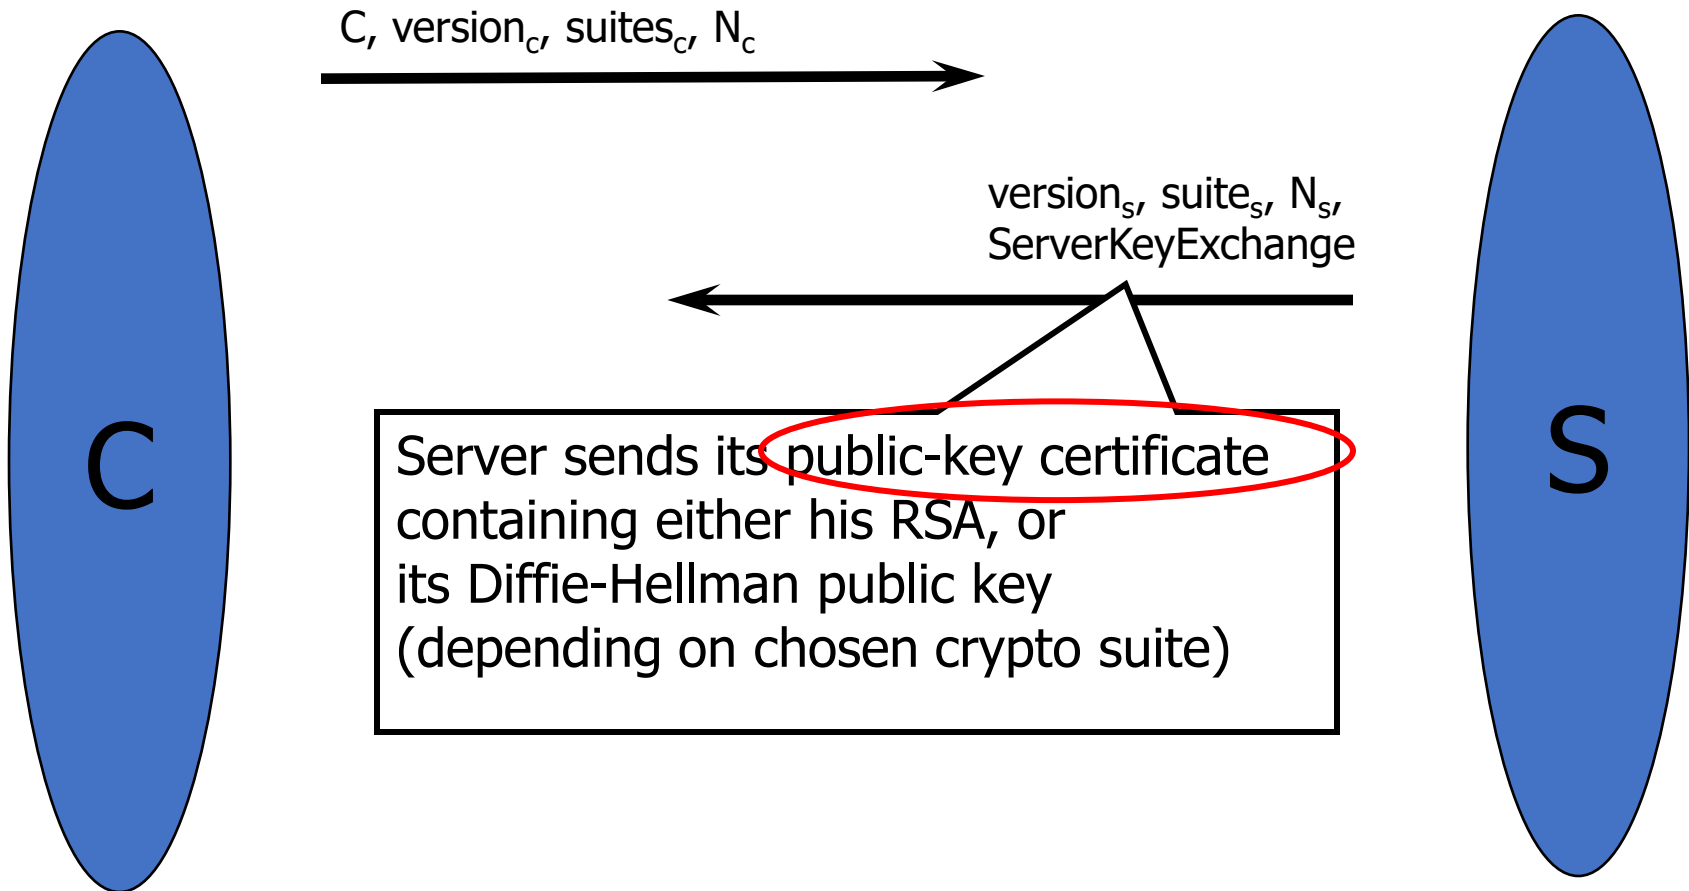 C, version_c, suites_c, N_c
version_s, suite_s, N_s,
ServerKeyExchange
C
S
Server sends its public-key certificate
containing either his RSA, or
its Diffie-Hellman public key
(depending on chosen crypto suite)